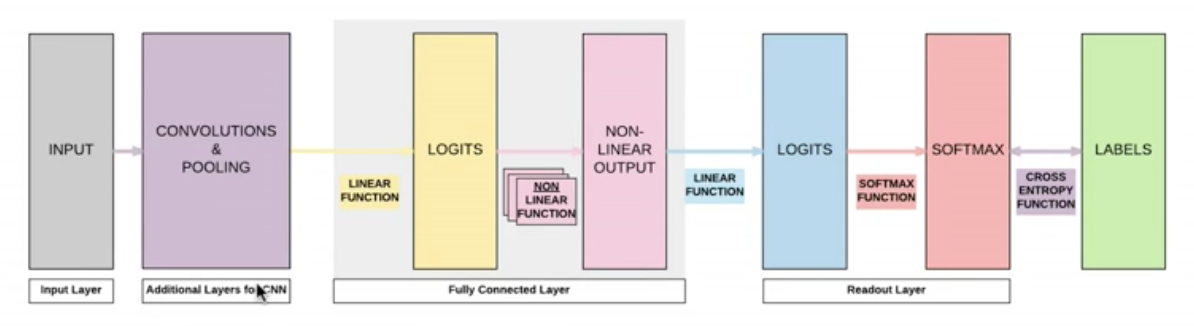 INPUT
CONVOLUTIONS
&
POOLING
LINEAR
FUNCTION
LOGITS
NON
LINEAR
FUNCTION
NON-
LINEAR
OUTPUT
LINEAR
FUNCTION
LOGITS
SOFTMAX
FUNCTION
SOFTMAX
CROSS
ENTROPY
FUNCTION
LABELS
Input Layer
Additional Layers for CNN
Fully Connected Layer
Readout Layer